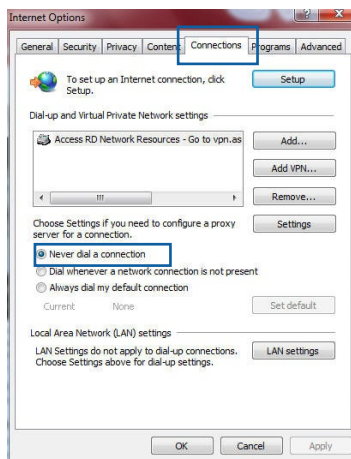 Internet Options
General Security Privacy Content Connections Programs Advanced
To set up an Internet connection, click
Setup.
Setup
Dial-up and Virtual Private Network settings
Access RD Network Resources - Go to vpn.as
Add...
Add VPN...
Remove...
Choose Settings if you need to configure a proxy
server for a connection.
Settings
Never dial a connection
Dial whenever a network connection is not present
Always dial my default connection
Current None
Set default
Local Area Network (LAN) settings
LAN Settings do not apply to dial-up connections.
Choose Settings above for dial-up settings.
LAN settings
OK Cancel Apply